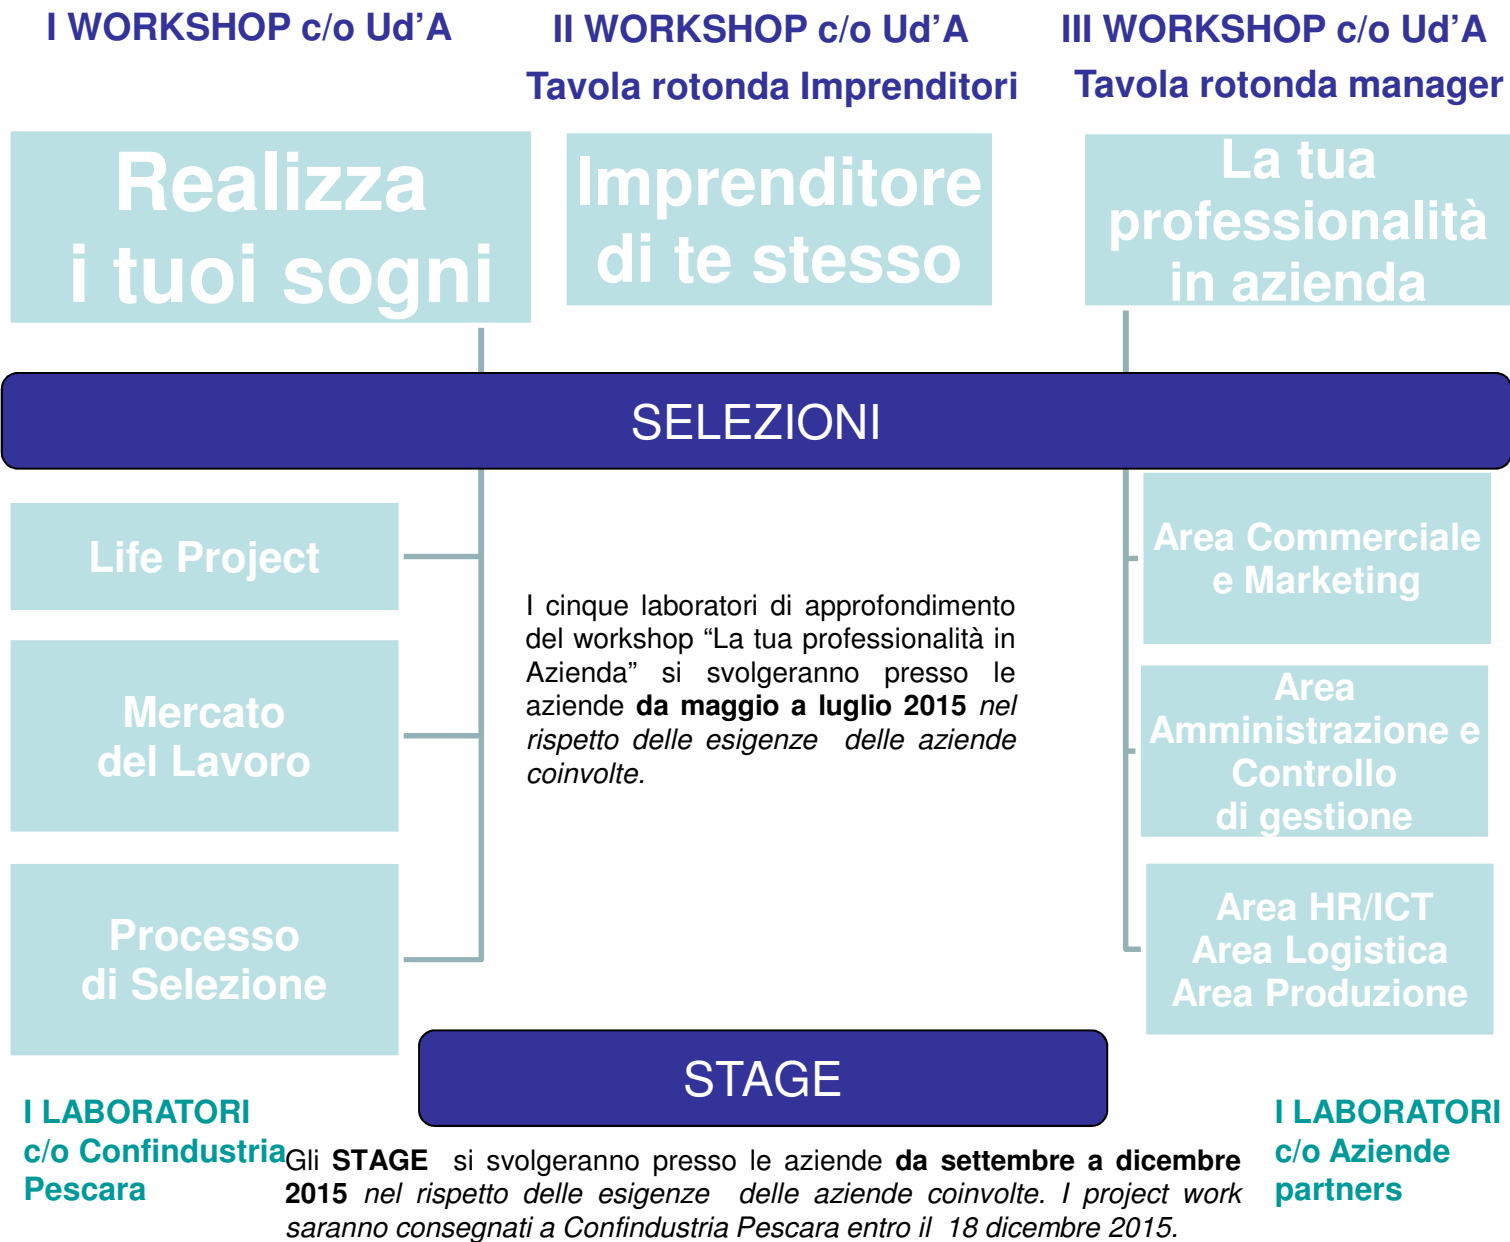 I WORKSHOP c/o Ud'A
II WORKSHOP c/o Ud'A
Tavola rotonda Imprenditori
III WORKSHOP c/o Ud'A
Tavola rotonda manager
Realizza
i tuoi sogni
Imprenditore
di te stesso
La tua
professionalità
in azienda
SELEZIONI
Life Project
Mercato
del Lavoro
Processo
di Selezione
I cinque laboratori di approfondimento
del workshop “La tua professionalità in
Azienda” si svolgeranno presso le
aziende da maggio a luglio 2015 nel
rispetto delle esigenze delle aziende
coinvolte.
Area Commerciale
e Marketing
Area
Amministrazione e
Controllo
di gestione
Area HR/ICT
Area Logistica
Area Produzione
STAGE
I LABORATORI
c/o Confindustria
Pescara
Gli STAGE si svolgeranno presso le aziende da settembre a dicembre
2015 nel rispetto delle esigenze delle aziende coinvolte. I project work
saranno consegnati a Confindustria Pescara entro il 18 dicembre 2015.
I LABORATORI
c/o Aziende
partners